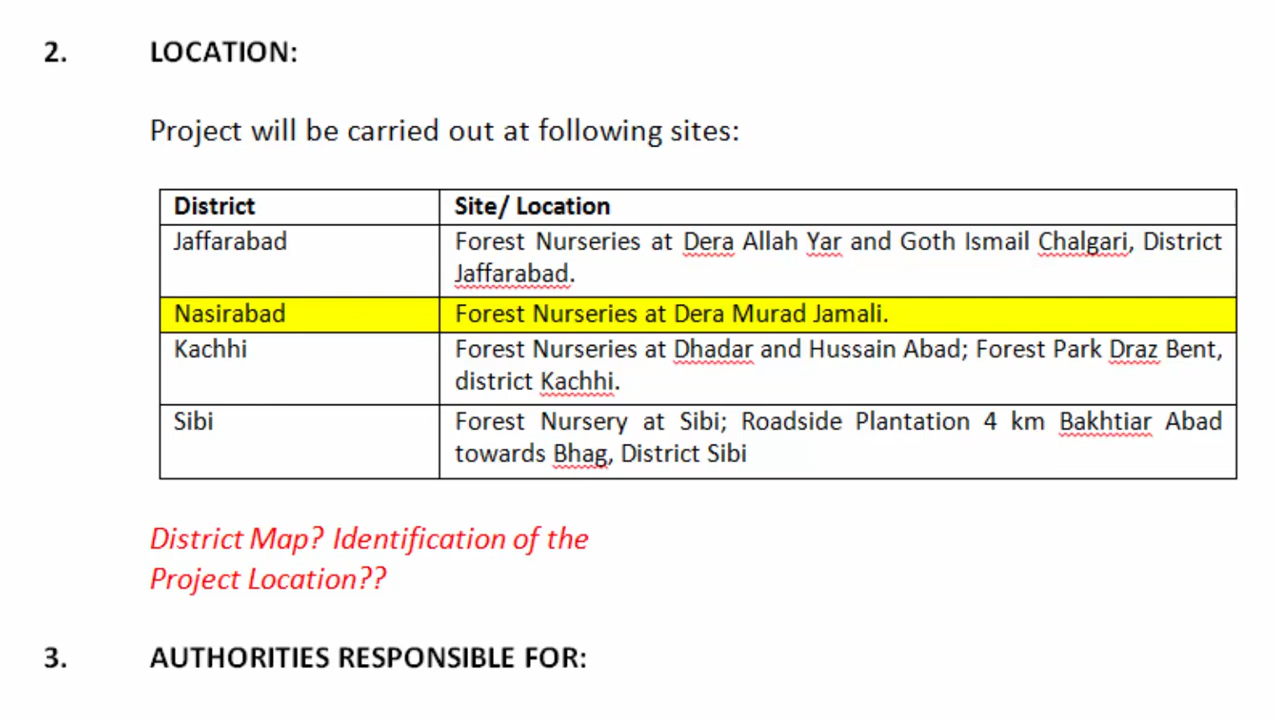 2. LOCATION:
Project will be carried out at following sites:
District Site/ Location
Jaffarabad Forest Nurseries at Dera Allah Yar and Goth Ismail Chalgari, District
Jaffarabad.
Nasirabad Forest Nurseries at Dera Murad Jamali.
Kachhi Forest Nurseries at Dhadar and Hussain Abad; Forest Park Draz Bent,
district Kachhi.
Sibi Forest Nursery at Sibi; Roadside Plantation 4 km Bakhtiar Abad
towards Bhag, District Sibi
District Map? Identification of the
Project Location??
3. AUTHORITIES RESPONSIBLE FOR: